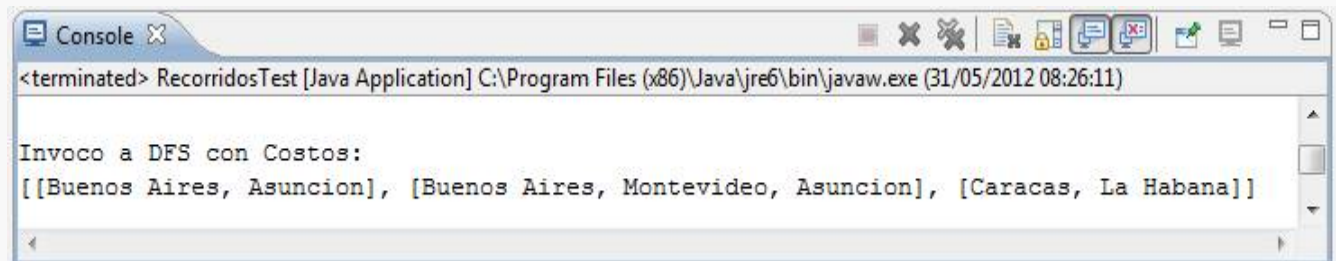 Console
<terminated> RecorridosTest [Java Application] C:\Program Files (x86)\Java\jre6\bin\javaw.exe (31/05/2012 08:26:11)
Invoco a DFS con Costos:
[[Buenos Aires, Asuncion], [Buenos Aires, Montevideo, Asuncion], [Caracas, La Habana]]